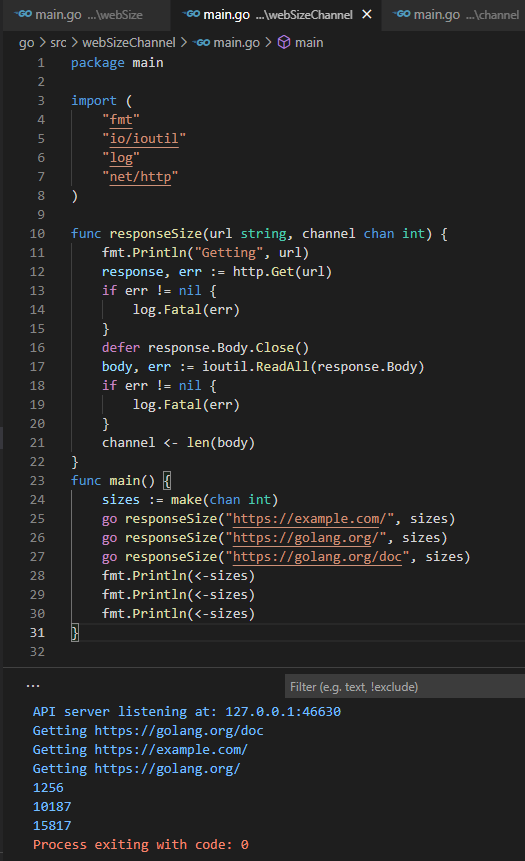 GO main.go ...\webSize GO main.go ...\webSizeChannel × GO main.go ...\channel
go > src > webSizeChannel > GO main.go > main
1 package main
2
3 import (
4     "fmt"
5     "io/ioutil"
6     "log"
7     "net/http"
8 )
9
10 func responseSize(url string, channel chan int) {
11     fmt.Println("Getting", url)
12     response, err := http.Get(url)
13     if err != nil {
14         log.Fatal(err)
15     }
16     defer response.Body.Close()
17     body, err := ioutil.ReadAll(response.Body)
18     if err != nil {
19         log.Fatal(err)
20     }
21     channel <- len(body)
22 }
23 func main() {
24     sizes := make(chan int)
25     go responseSize("https://example.com/", sizes)
26     go responseSize("https://golang.org/", sizes)
27     go responseSize("https://golang.org/doc", sizes)
28     fmt.Println(<-sizes)
29     fmt.Println(<-sizes)
30     fmt.Println(<-sizes)
31 }
32
... Filter (e.g. text, !exclude)
API server listening at: 127.0.0.1:46630
Getting https://golang.org/doc
Getting https://example.com/
Getting https://golang.org/
1256
10187
15817
Process exiting with code: 0